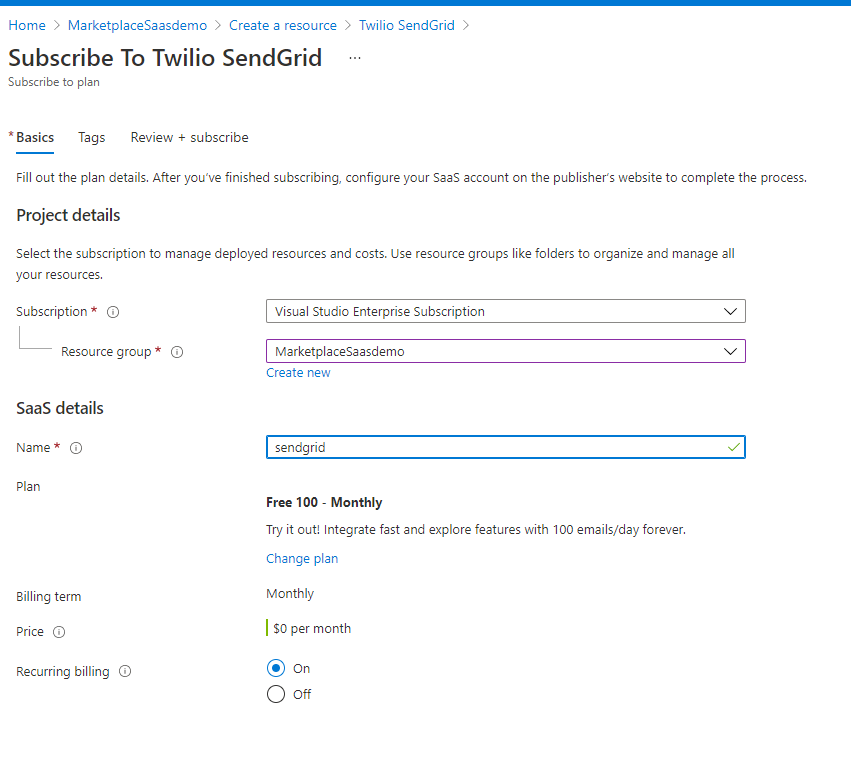 Home > MarketplaceSaasdemo > Create a resource > Twilio SendGrid >
Subscribe To Twilio SendGrid ...
Subscribe to plan
* Basics Tags Review + subscribe
Fill out the plan details. After you've finished subscribing, configure your SaaS account on the publisher's website to complete the process.
Project details
Select the subscription to manage deployed resources and costs. Use resource groups like folders to organize and manage all
your resources.
Subscription * Visual Studio Enterprise Subscription
Resource group * MarketplaceSaasdemo
Create new
SaaS details
Name * sendgrid
Plan
Free 100 - Monthly
Try it out! Integrate fast and explore features with 100 emails/day forever.
Change plan
Billing term Monthly
Price $0 per month
Recurring billing On
Off